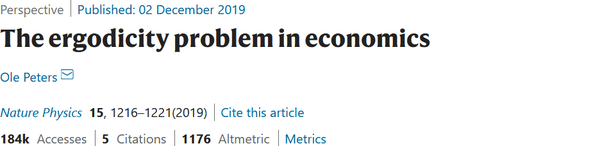 Perspective | Published: 02 December 2019
The ergodicity problem in economics
Ole Peters
Nature Physics 15, 1216–1221(2019) | Cite this article
184k Accesses | 5 Citations | 1176 Altmetric | Metrics